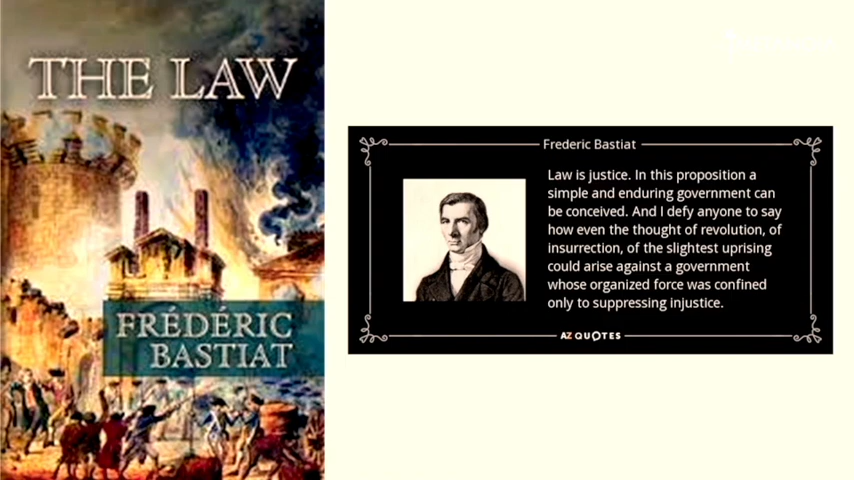 THE LAW
FRÉDÉRIC
BASTIAT
Frederic Bastiat
Law is justice. In this proposition a
simple and enduring government can
be conceived. And I defy anyone to say
how even the thought of revolution, of
insurrection, of the slightest uprising
could arise against a government
whose organized force was confined
only to suppressing injustice.
AZ QUOTES